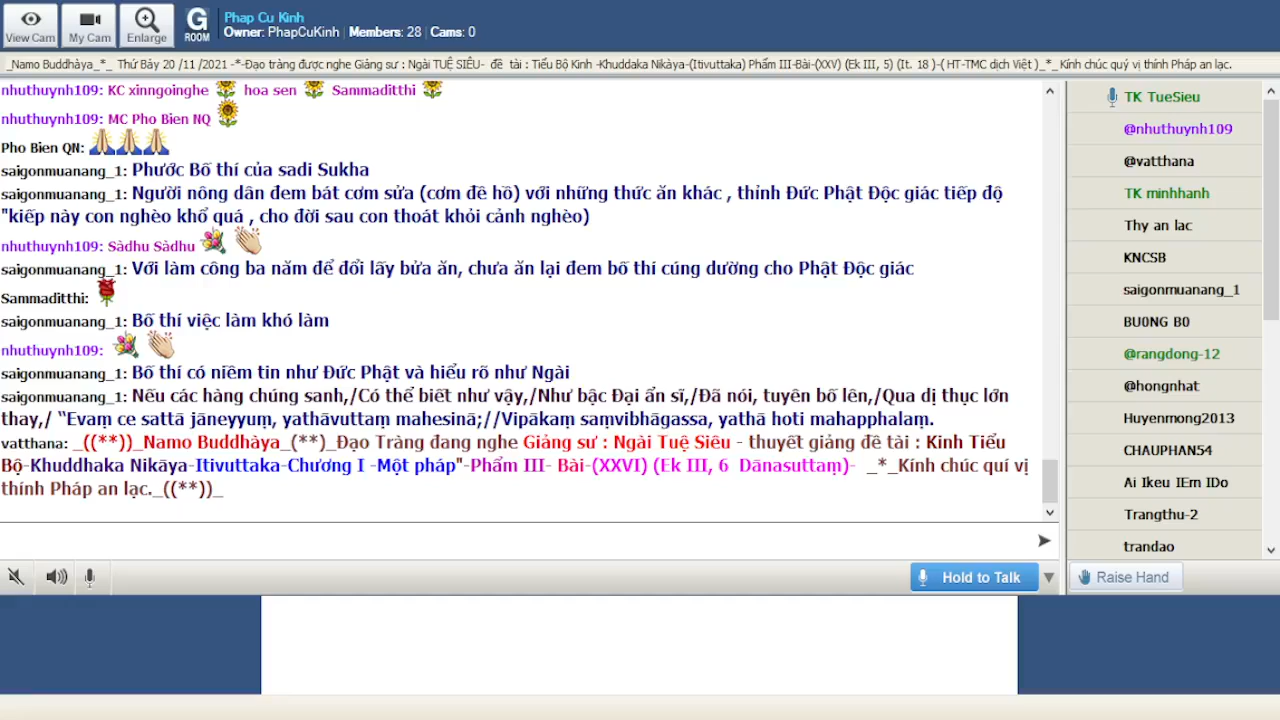 View Cam
My Cam
Enlarge
G
ROOM
Phap Cu Kinh
Owner: PhapCuKinh | Members: 28 | Cams: 0
_Namo Buddhàya_*_ Thứ Bảy 20 /11 /2021 -*-Đạo tràng được nghe Giảng sư : Ngài TUỆ SIÊU- đề tài : Tiểu Bộ Kinh -Khuddaka Nikàya-(Itivuttaka) Phẩm III-Bài-(XXV) (Ek III, 5) (It. 18 )-( HT-TMC dịch Việt )_*_Kính chúc quý vị thính Pháp an lạc.
nhuthuynh109: KC xinngoinghe 🌻 hoa sen 🌻 Sammaditthi 🌻
nhuthuynh109: MC Pho Bien NQ 🌻
Pho Bien QN: 🙏🙏🙏
saigonmuanang_1: Phước Bố thí của sadi Sukha
saigonmuanang_1: Người nông dân đem bát cơm sửa (cơm đề hồ) với những thức ăn khác , thỉnh Đức Phật Độc giác tiếp độ
"kiếp này con nghèo khổ quá , cho đời sau con thoát khỏi cảnh nghèo)
nhuthuynh109: Sàdhu Sàdhu 💐 👏
saigonmuanang_1: Với làm công ba năm để đổi lấy bửa ăn, chưa ăn lại đem bố thí cúng dường cho Phật Độc giác
Sammaditthi: 🌹
saigonmuanang_1: Bố thí việc làm khó làm
nhuthuynh109: 💐 👏
saigonmuanang_1: Bố thí có niềm tin như Đức Phật và hiểu rõ như Ngài
saigonmuanang_1: Nếu các hàng chúng sanh,/Có thể biết như vậy,/Như bậc Đại ẩn sĩ,/Đã nói, tuyên bố lên,/Qua dị thục lớn
thay,/ “Evaṃ ce sattā jāneyyuṃ, yathāvuttaṃ mahesinā;//Vipākaṃ saṃvibhāgassa, yathā hoti mahapphalaṃ.
vatthana: _((**))_Namo Buddhàya_(**)_Đạo Tràng đang nghe Giảng sư : Ngài Tuệ Siêu - thuyết giảng đề tài : Kinh Tiểu
Bộ-Khuddhaka Nikāya-Itivuttaka-Chương I -Một pháp"-Phẩm III- Bài-(XXVI) (Ek III, 6 Dānasuttaṃ)- _*_Kính chúc quí vị
thính Pháp an lạc._((**))_
Hold to Talk
TK TueSieu
@nhuthuynh109
@vatthana
TK minhhanh
Thy an lac
KNCSB
saigonmuanang_1
BU0NG B0
@rangdong-12
@hongnhat
Huyenmong2013
CHAUPHAN54
Ai lkeu IEm IDo
Trangthu-2
trandao
Raise Hand